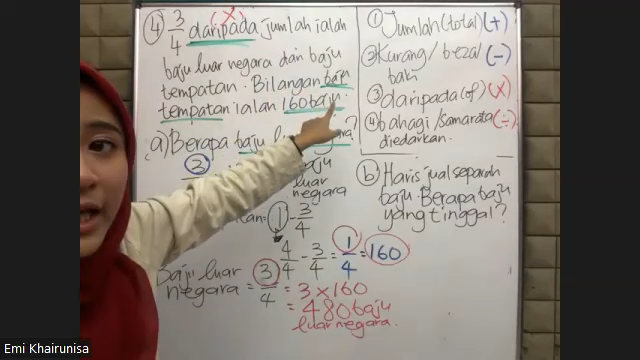 ④ 3/4 daripada (X) jumlah ialah
baju luar negara dan baju
tempatan. Bilangan baju
tempatan ialah 160 baju.
a) Berapa baju
② baju
luar
negara
= 1 - 3/4
4/4 - 3/4 = 1/4 = 160
Baju luar
negara = 3/4 = 3 x 160
= 480 baju
luar negara.
① Jumlah (total) (+)
② Kurang/beza/ (-)
baki
③ daripada (of) (X)
④ bahagi/samarata (÷)
diedarkan.
b) Haris jual separuh
baju. Berapa baju
yang tinggal?
Emi Khairunisa